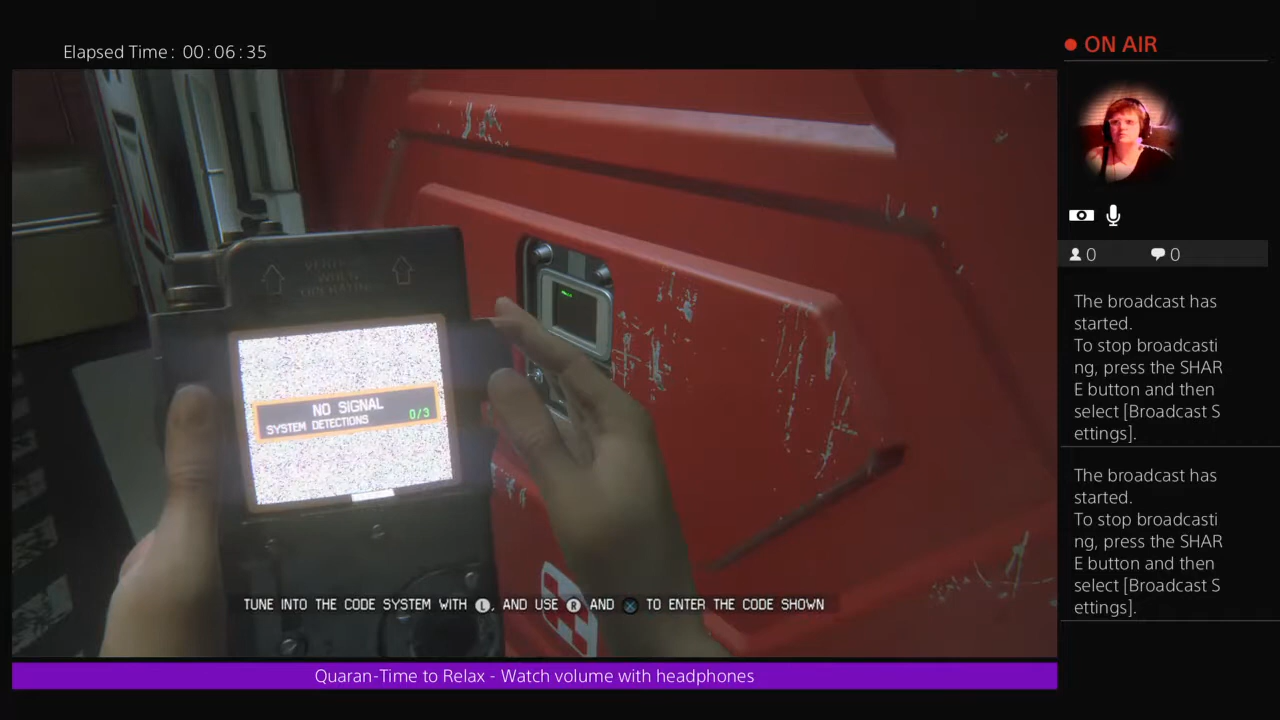 Elapsed Time: 00:06:35
ON AIR
0
0
VENT
WHEN
OPERATING
NO SIGNAL
SYSTEM DETECTIONS 0/3
TUNE INTO THE CODE SYSTEM WITH L, AND USE R AND X TO ENTER THE CODE SHOWN
Quaran-Time to Relax - Watch volume with headphones
The broadcast has
started.
To stop broadcasti
ng, press the SHAR
E button and then
select [Broadcast S
ettings].
The broadcast has
started.
To stop broadcasti
ng, press the SHAR
E button and then
select [Broadcast S
ettings].